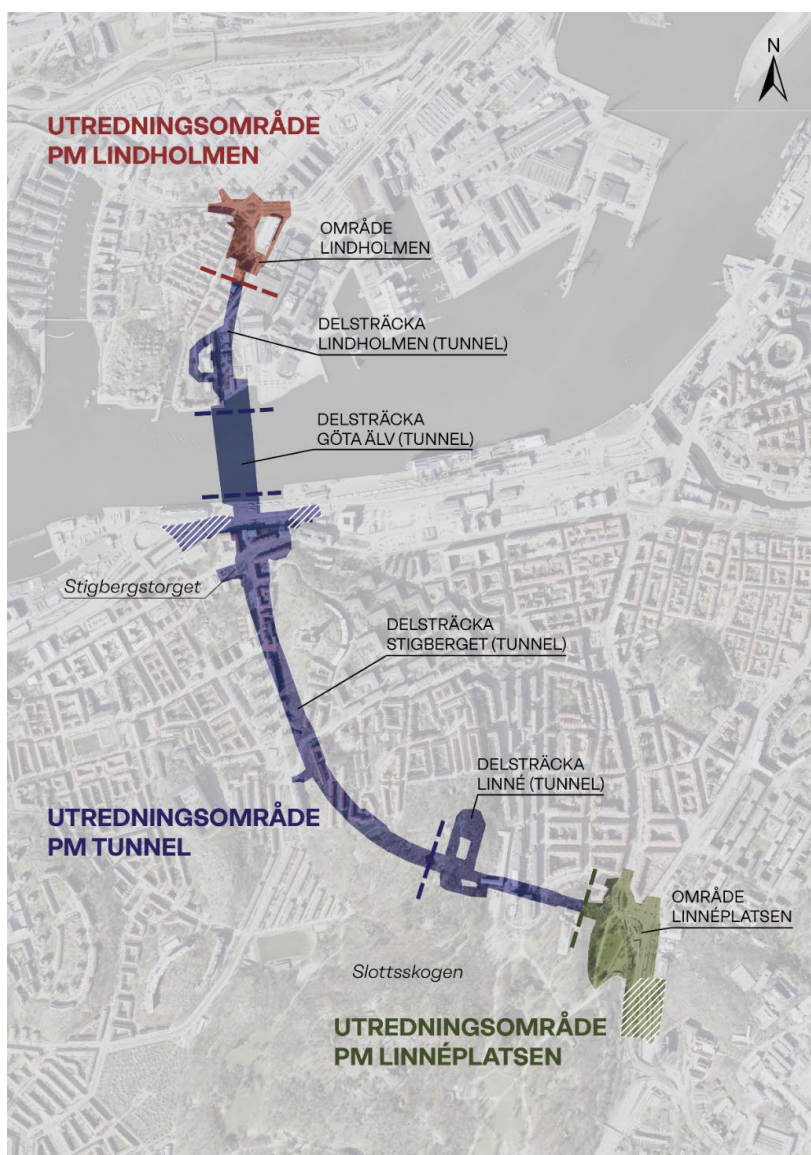 N
UTREDNINGSOMRÅDE
PM LINDHOLMEN
OMRÅDE
LINDHOLMEN
DELSTRÄCKA
LINDHOLMEN (TUNNEL)
DELSTRÄCKA
GÖTA ÄLV (TUNNEL)
Stigbergstorget
DELSTRÄCKA
STIGBERGET (TUNNEL)
DELSTRÄCKA
LINNÉ (TUNNEL)
UTREDNINGSOMRÅDE
PM TUNNEL
OMRÅDE
LINNÉPLATSEN
Slottsskogen
UTREDNINGSOMRÅDE
PM LINNÉPLATSEN